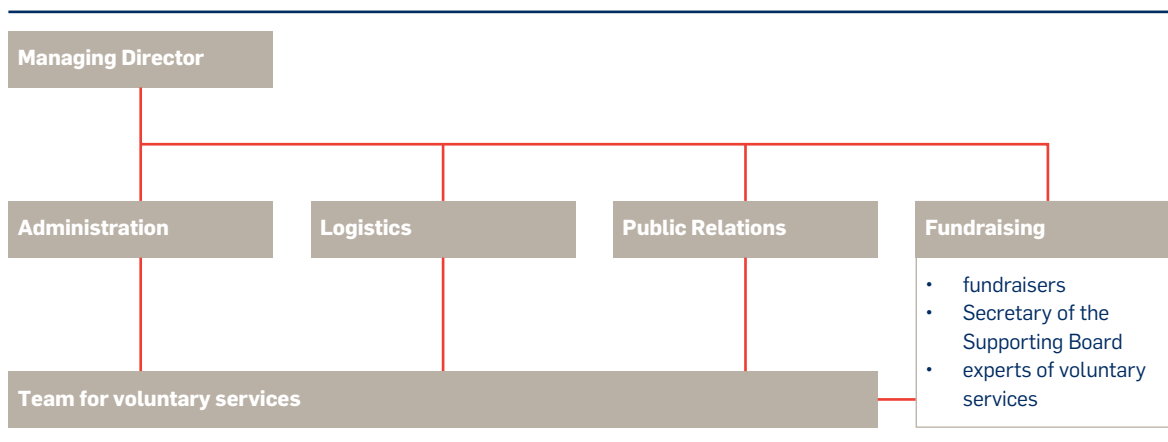 Managing Director
Administration
Logistics
Public Relations
Fundraising
• fundraisers
• Secretary of the
Supporting Board
• experts of voluntary
services
Team for voluntary services